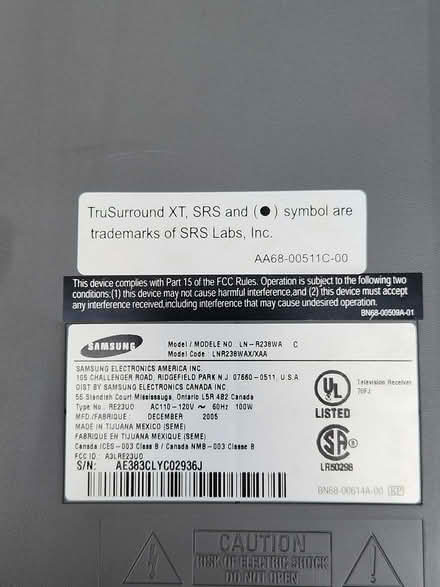 TruSurround XT, SRS and (●) symbol are
trademarks of SRS Labs, Inc.
AA68-00511C-00
This device complies with Part 15 of the FCC Rules. Operation is subject to the following two
conditions:(1) this device may not cause harmful interference,and (2) this device must accept
any interference received,including interference that may cause undesired operation.
BN68-00509A-01
SAMSUNG
Model / MODELE NO LN-R238WA C
Model Code LNR238WAX/XAA
SAMSUNG ELECTRONICS AMERICA INC.
105 CHALLENGER ROAD, RIDGEFIELD PARK N.J 07660-0511, U.S.A
DIST BY SAMSUNG ELECTRONICS CANADA INC
55 Standish Court Mississauga, Ontario L5R 4B2 Canada
Type No: RE23UO AC110-120V ~ 60Hz 100W
MFD./FABRIQUE: DECEMBER 2005
MADE IN TIJUANA MEXICO (SEME)
FABRIQUE EN TIJUANA MEXIQUE (SEME)
Canada ICES-003 Class B / Canada NMB-003 Classe B
FCC ID: A3LRE23UO
S/N: AE383CLYC02936J
UL
LISTED
Television Receiver
76FJ
SA
LR50298
BN68-00614A-00
CAUTION
RISK OF ELECTRIC SHOCK
DO NOT OPEN